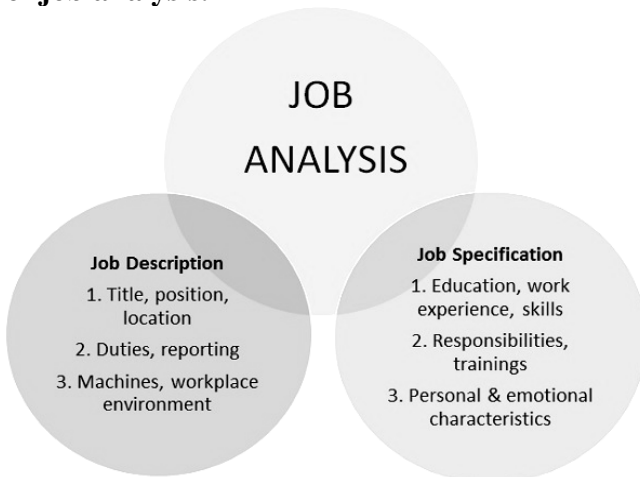 JOB
ANALYSIS
Job Description
1. Title, position,
location
2. Duties, reporting
3. Machines, workplace
environment
Job Specification
1. Education, work
experience, skills
2. Responsibilities,
trainings
3. Personal & emotional
characteristics